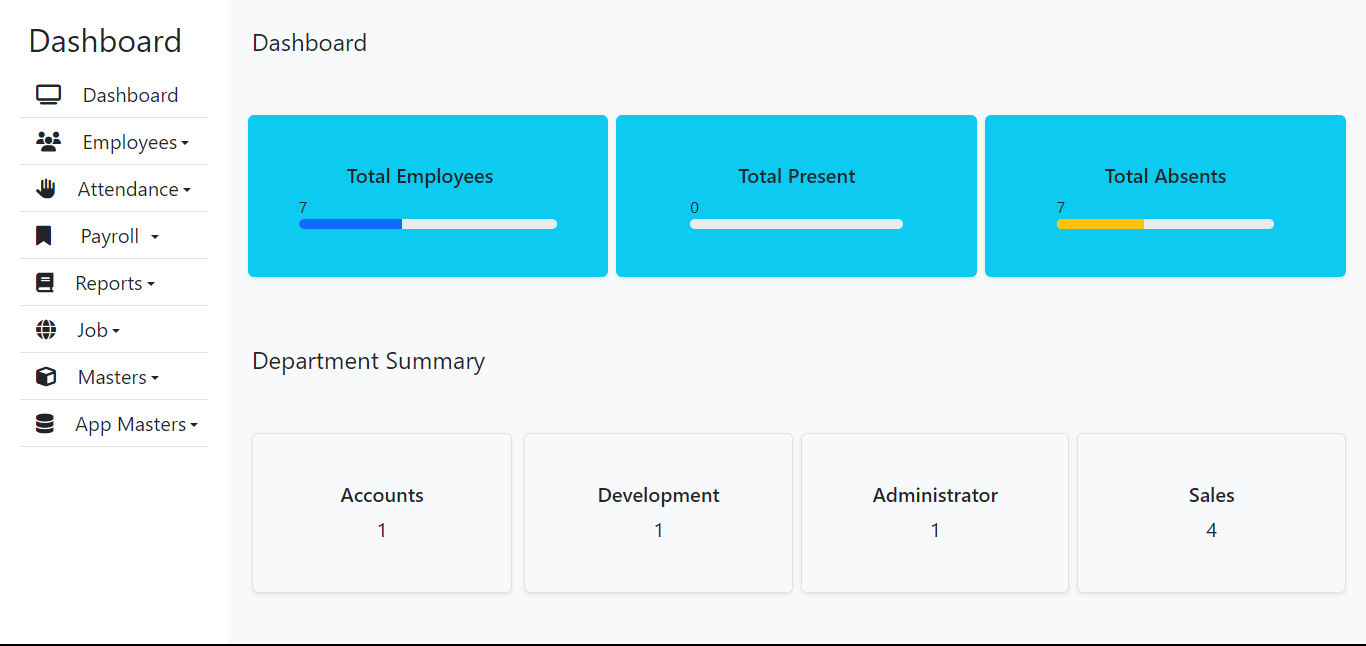 Dashboard
Dashboard
Employees
Attendance
Payroll
Reports
Job
Masters
App Masters
Dashboard
Total Employees
7
Total Present
0
Total Absents
7
Department Summary
Accounts
1
Development
1
Administrator
1
Sales
4